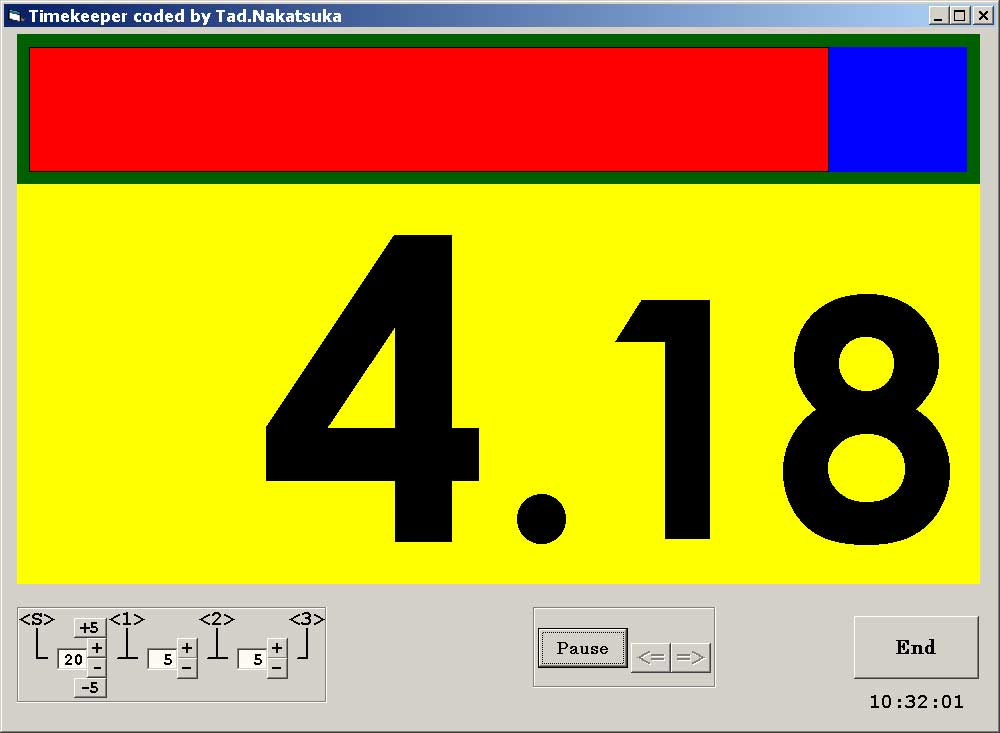 Timekeeper coded by Tad.Nakatsuka
4.18
<S> <1> <2> <3>
+5
+ + +
20 5 5
- - -
-5
Pause <= =>
End
10:32:01